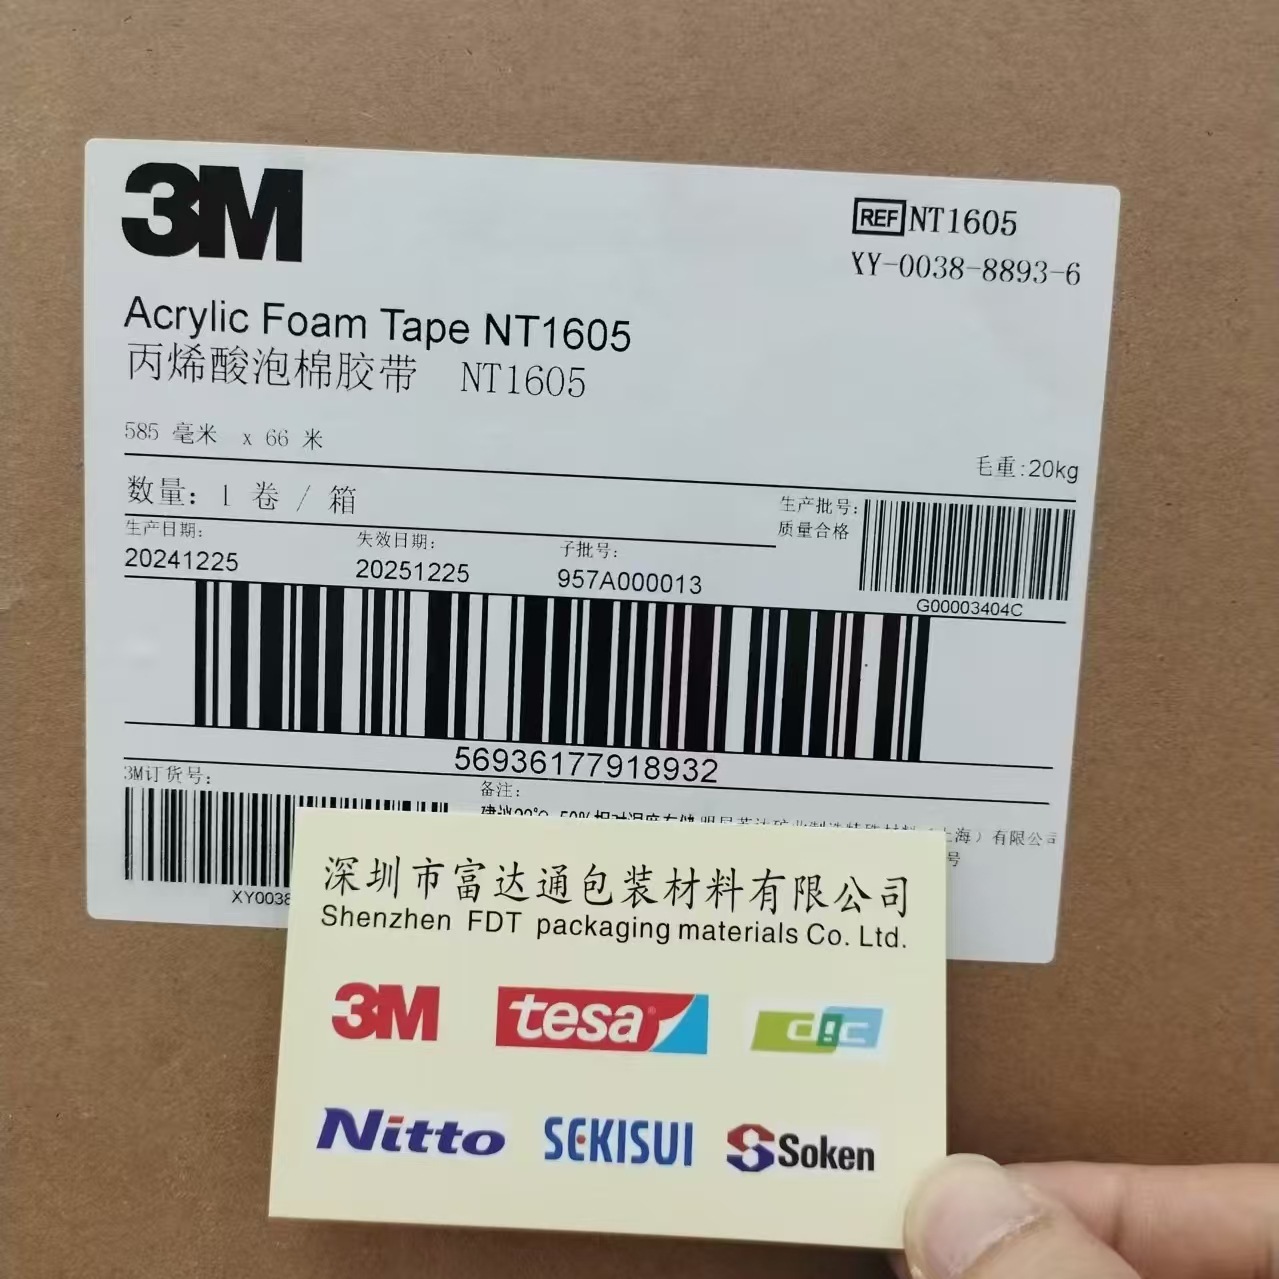 3M
REF NT1605
XY-0038-8893-6
Acrylic Foam Tape NT1605
丙烯酸泡棉胶带 NT1605
585 毫米 x 66 米
毛重:20kg
数量: 1 卷 / 箱
生产批号:
质量合格
G00003404C
生产日期:
20241225
失效日期:
20251225
子批号:
957A000013
56936177918932
3M订货号:
备注:
XY0038
有限公司
号
深圳市富达通包装材料有限公司
Shenzhen FDT packaging materials Co. Ltd.
3M tesa dic
Nitto SEKISUI Soken